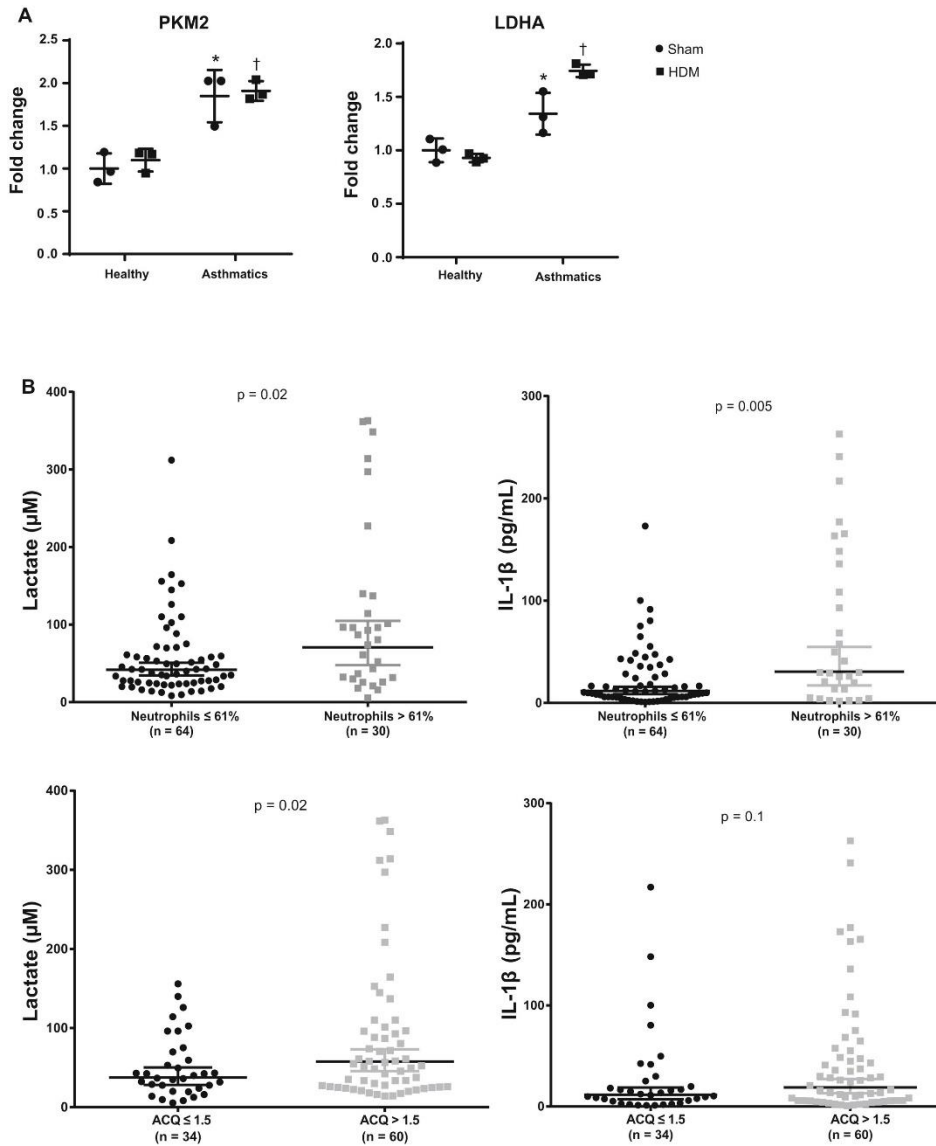 A
PKM2
LDHA
Sham
HDM
Fold change
2.5
2.0
1.5
1.0
0.5
0.0
*
†
Healthy
Asthmatics
Fold change
2.0
1.5
1.0
0.5
0.0
*
†
Healthy
Asthmatics
B
p = 0.02
Lactate (µM)
400
300
200
100
0
Neutrophils ≤ 61%
(n = 64)
Neutrophils > 61%
(n = 30)
p = 0.005
IL-1β (pg/mL)
300
200
100
0
Neutrophils ≤ 61%
(n = 64)
Neutrophils > 61%
(n = 30)
p = 0.02
Lactate (µM)
400
300
200
100
0
ACQ ≤ 1.5
(n = 34)
ACQ > 1.5
(n = 60)
p = 0.1
IL-1β (pg/mL)
300
200
100
0
ACQ ≤ 1.5
(n = 34)
ACQ > 1.5
(n = 60)